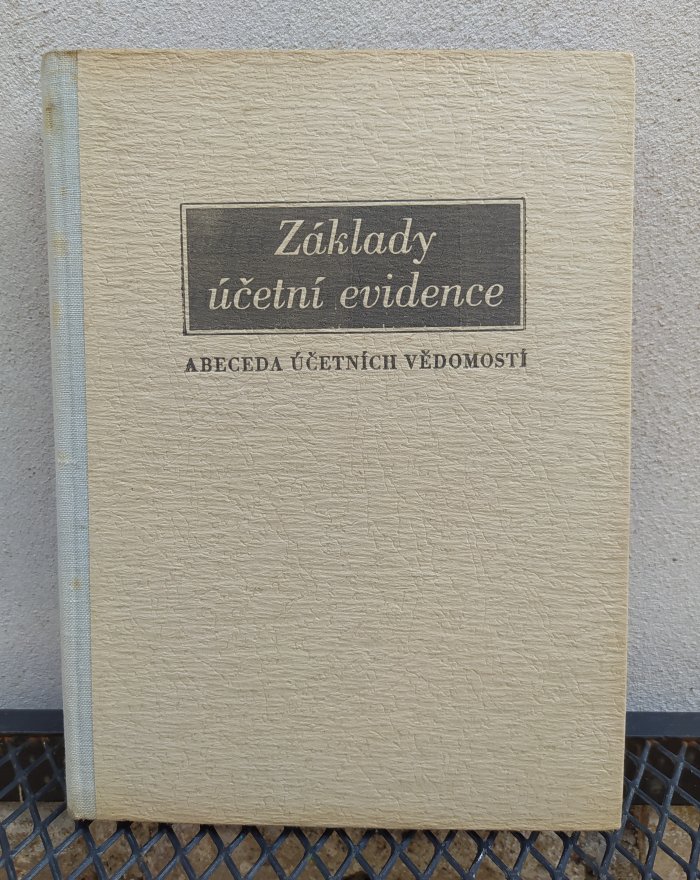 Základy
účetní evidence
ABECEDA ÚČETNÍCH VĚDOMOSTÍ